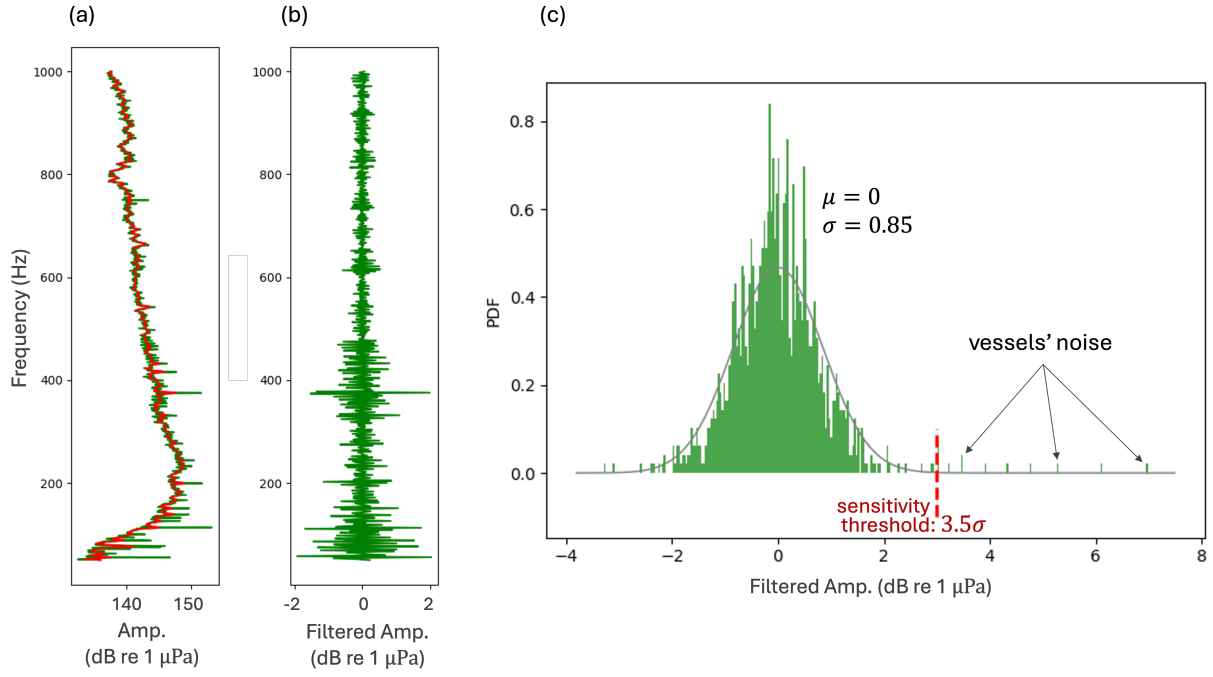 (a)
(b)
(c)
Frequency (Hz)
1000
800
600
400
200
140 150
Amp.
(dB re 1 μPa)
1000
800
600
400
200
-2 0 2
Filtered Amp.
(dB re 1 μPa)
PDF
0.8
0.6
0.4
0.2
0.0
μ = 0
σ = 0.85
vessels' noise
sensitivity
threshold: 3.5σ
−4 −2 0 2 4 6 8
Filtered Amp. (dB re 1 μPa)